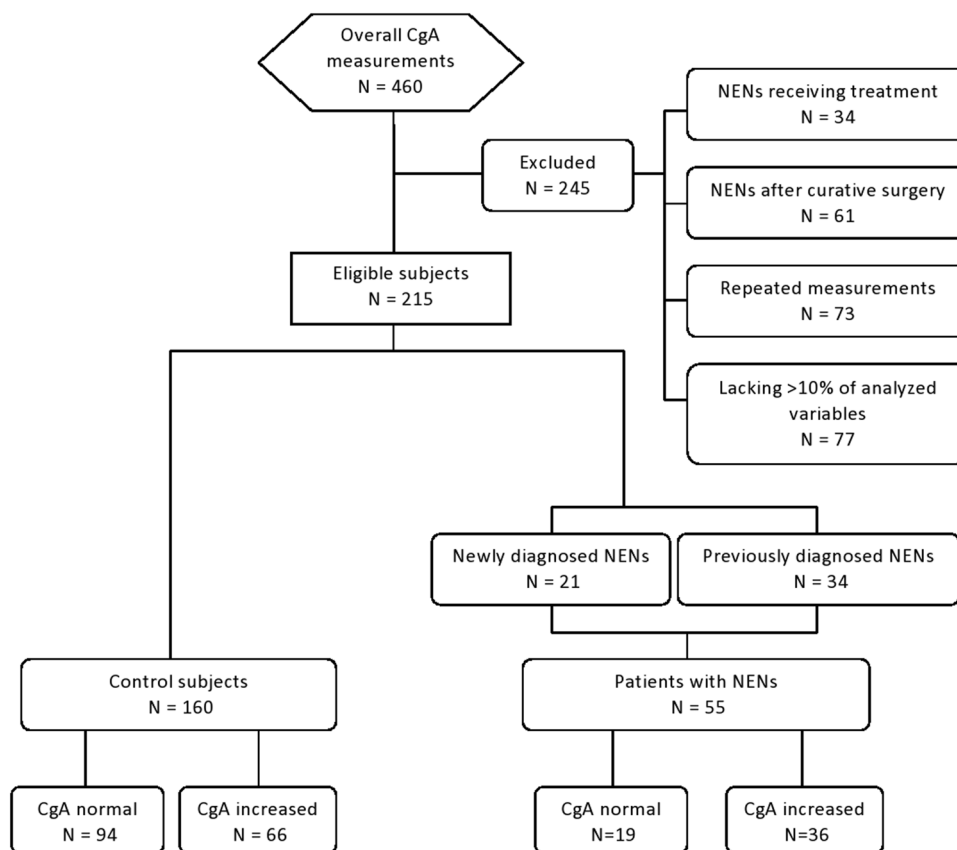 Overall CgA
measurements
N = 460
Excluded
N = 245
NENs receiving treatment
N = 34
NENs after curative surgery
N = 61
Repeated measurements
N = 73
Lacking >10% of analyzed
variables
N = 77
Eligible subjects
N = 215
Newly diagnosed NENs
N = 21
Previously diagnosed NENs
N = 34
Control subjects
N = 160
Patients with NENs
N = 55
CgA normal
N = 94
CgA increased
N = 66
CgA normal
N=19
CgA increased
N=36